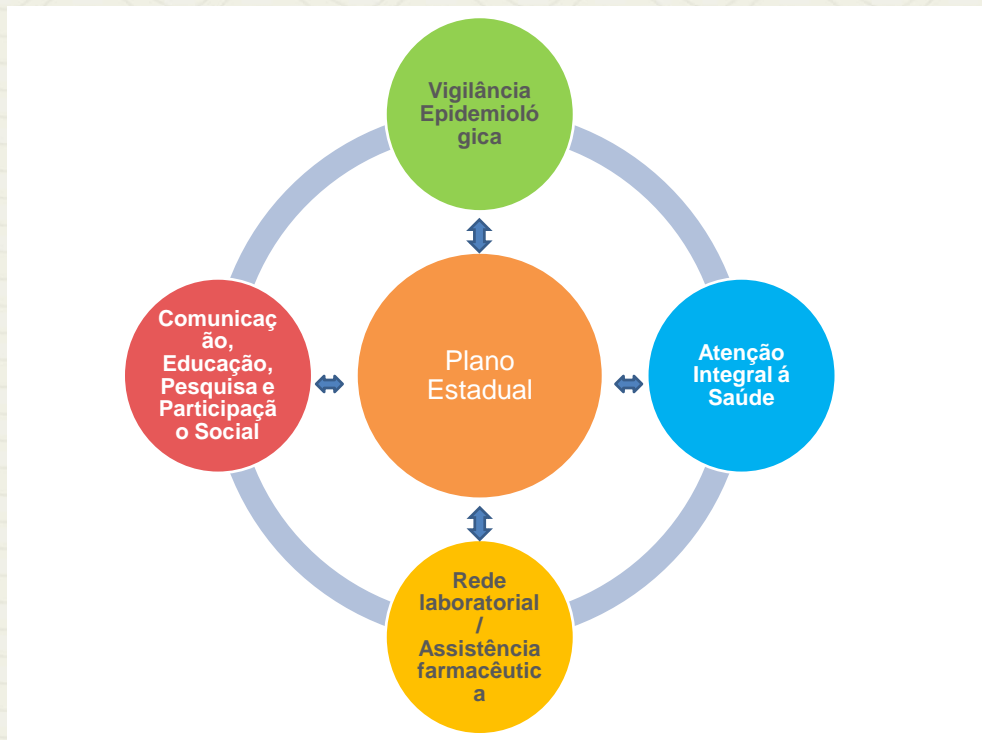 Vigilância
Epidemioló
gica
Comunicaç
ão,
Educação,
Pesquisa e
Participaçã
o Social
Plano
Estadual
Atenção
Integral á
Saúde
Rede
laboratorial
/
Assistência
farmacêutic
a